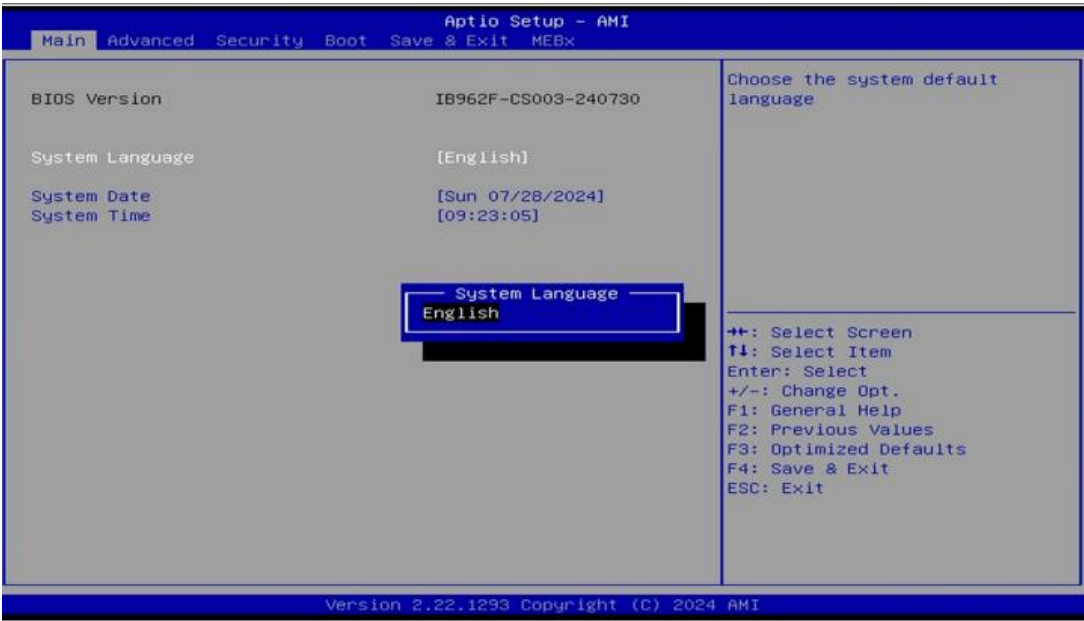 Aptio Setup – AMI
Main Advanced Security Boot Save & Exit MEBx
BIOS Version IB962F-CS003-240730
System Language [English]
System Date [Sun 07/28/2024]
System Time [09:23:05]
System Language
English
Choose the system default
language
→←: Select Screen
↑↓: Select Item
Enter: Select
+/-: Change Opt.
F1: General Help
F2: Previous Values
F3: Optimized Defaults
F4: Save & Exit
ESC: Exit
Version 2.22.1293 Copyright (C) 2024 AMI